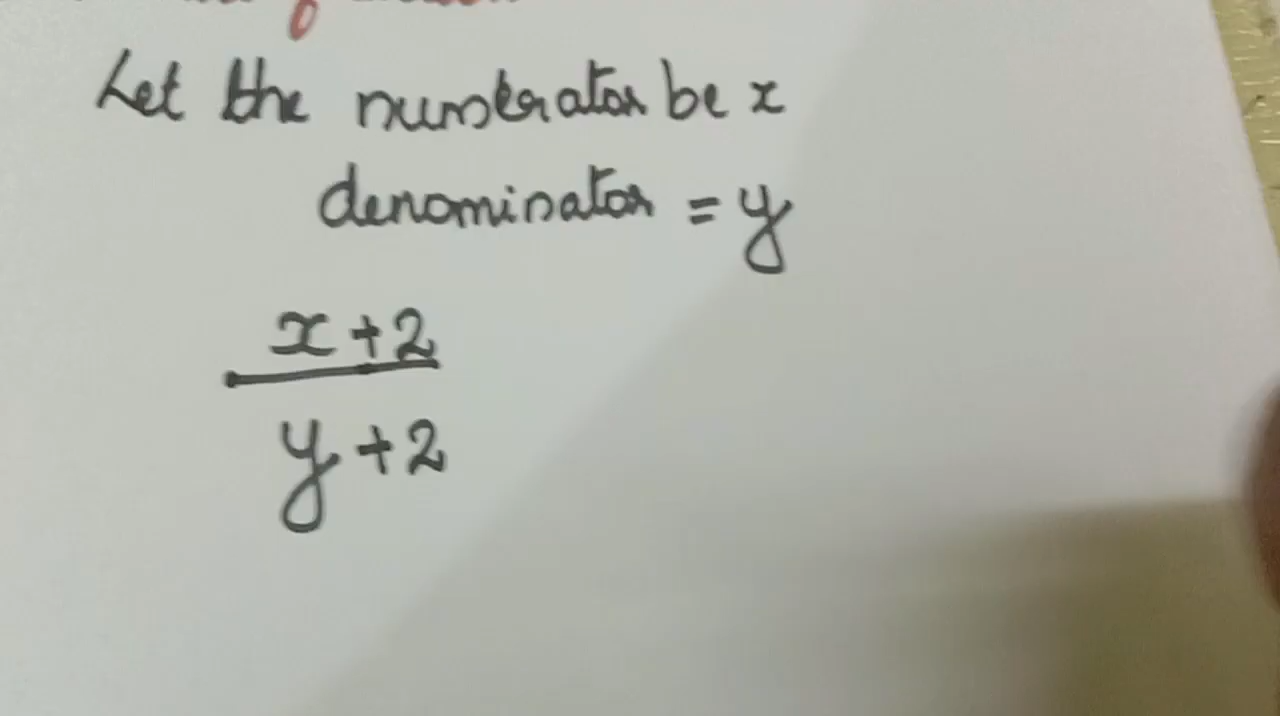 Let the numerator be x
denominator = y
x+2
y+2